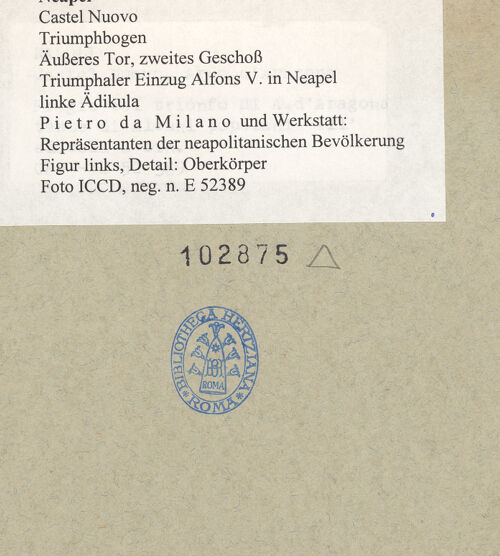 Neapel
Castel Nuovo
Triumphbogen
Äußeres Tor, zweites Geschoß
Triumphaler Einzug Alfons V. in Neapel
linke Ädikula
Pietro da Milano und Werkstatt:
Repräsentanten der neapolitanischen Bevölkerung
Figur links, Detail: Oberkörper
Foto ICCD, neg. n. E 52389
102875
BIBLIOTHECA HERTZIANA
ROMA
ROMA